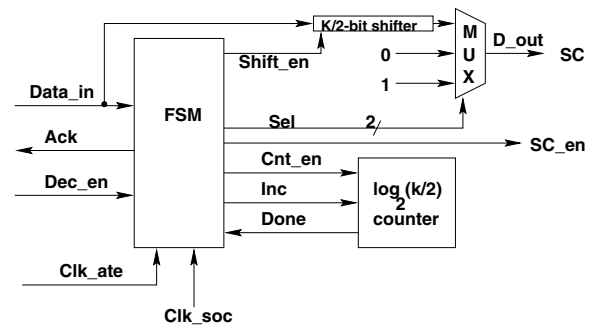 K/2-bit shifter
M
U
X
D_out
SC
0
1
Shift_en
Data_in
FSM
Sel
2
Ack
SC_en
Cnt_en
Dec_en
Inc
log (k/2)
2
counter
Done
Clk_ate
Clk_soc